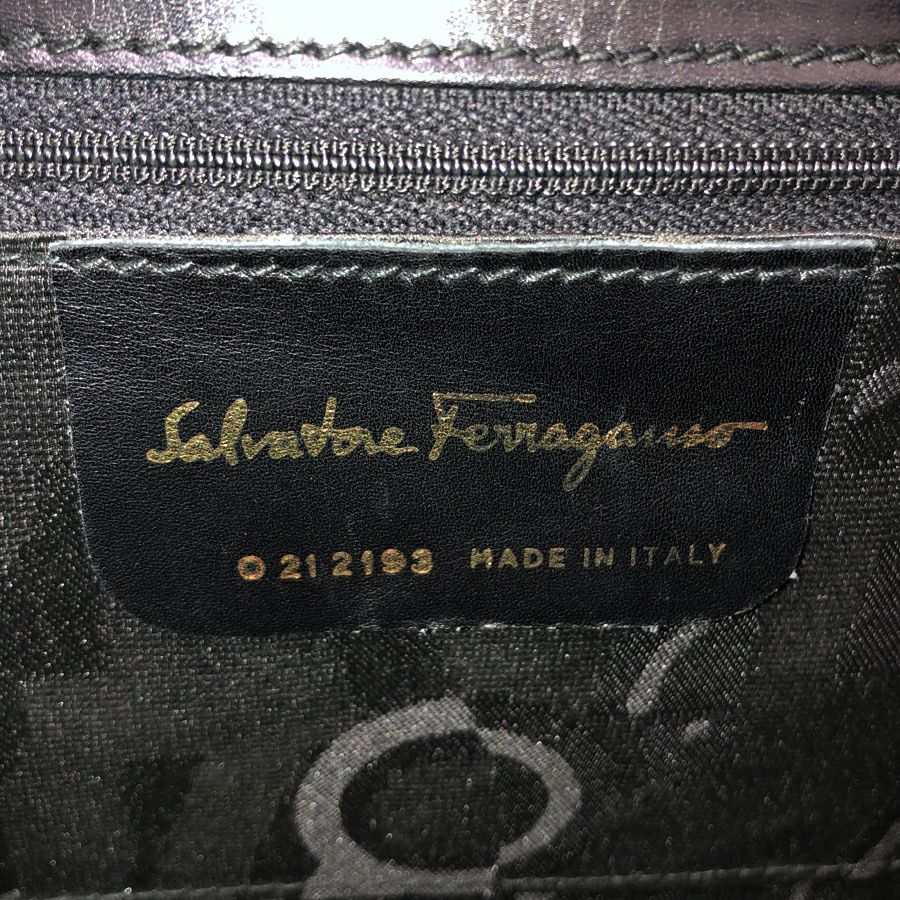 Salvatore Ferragamo
O 21 2193 MADE IN ITALY